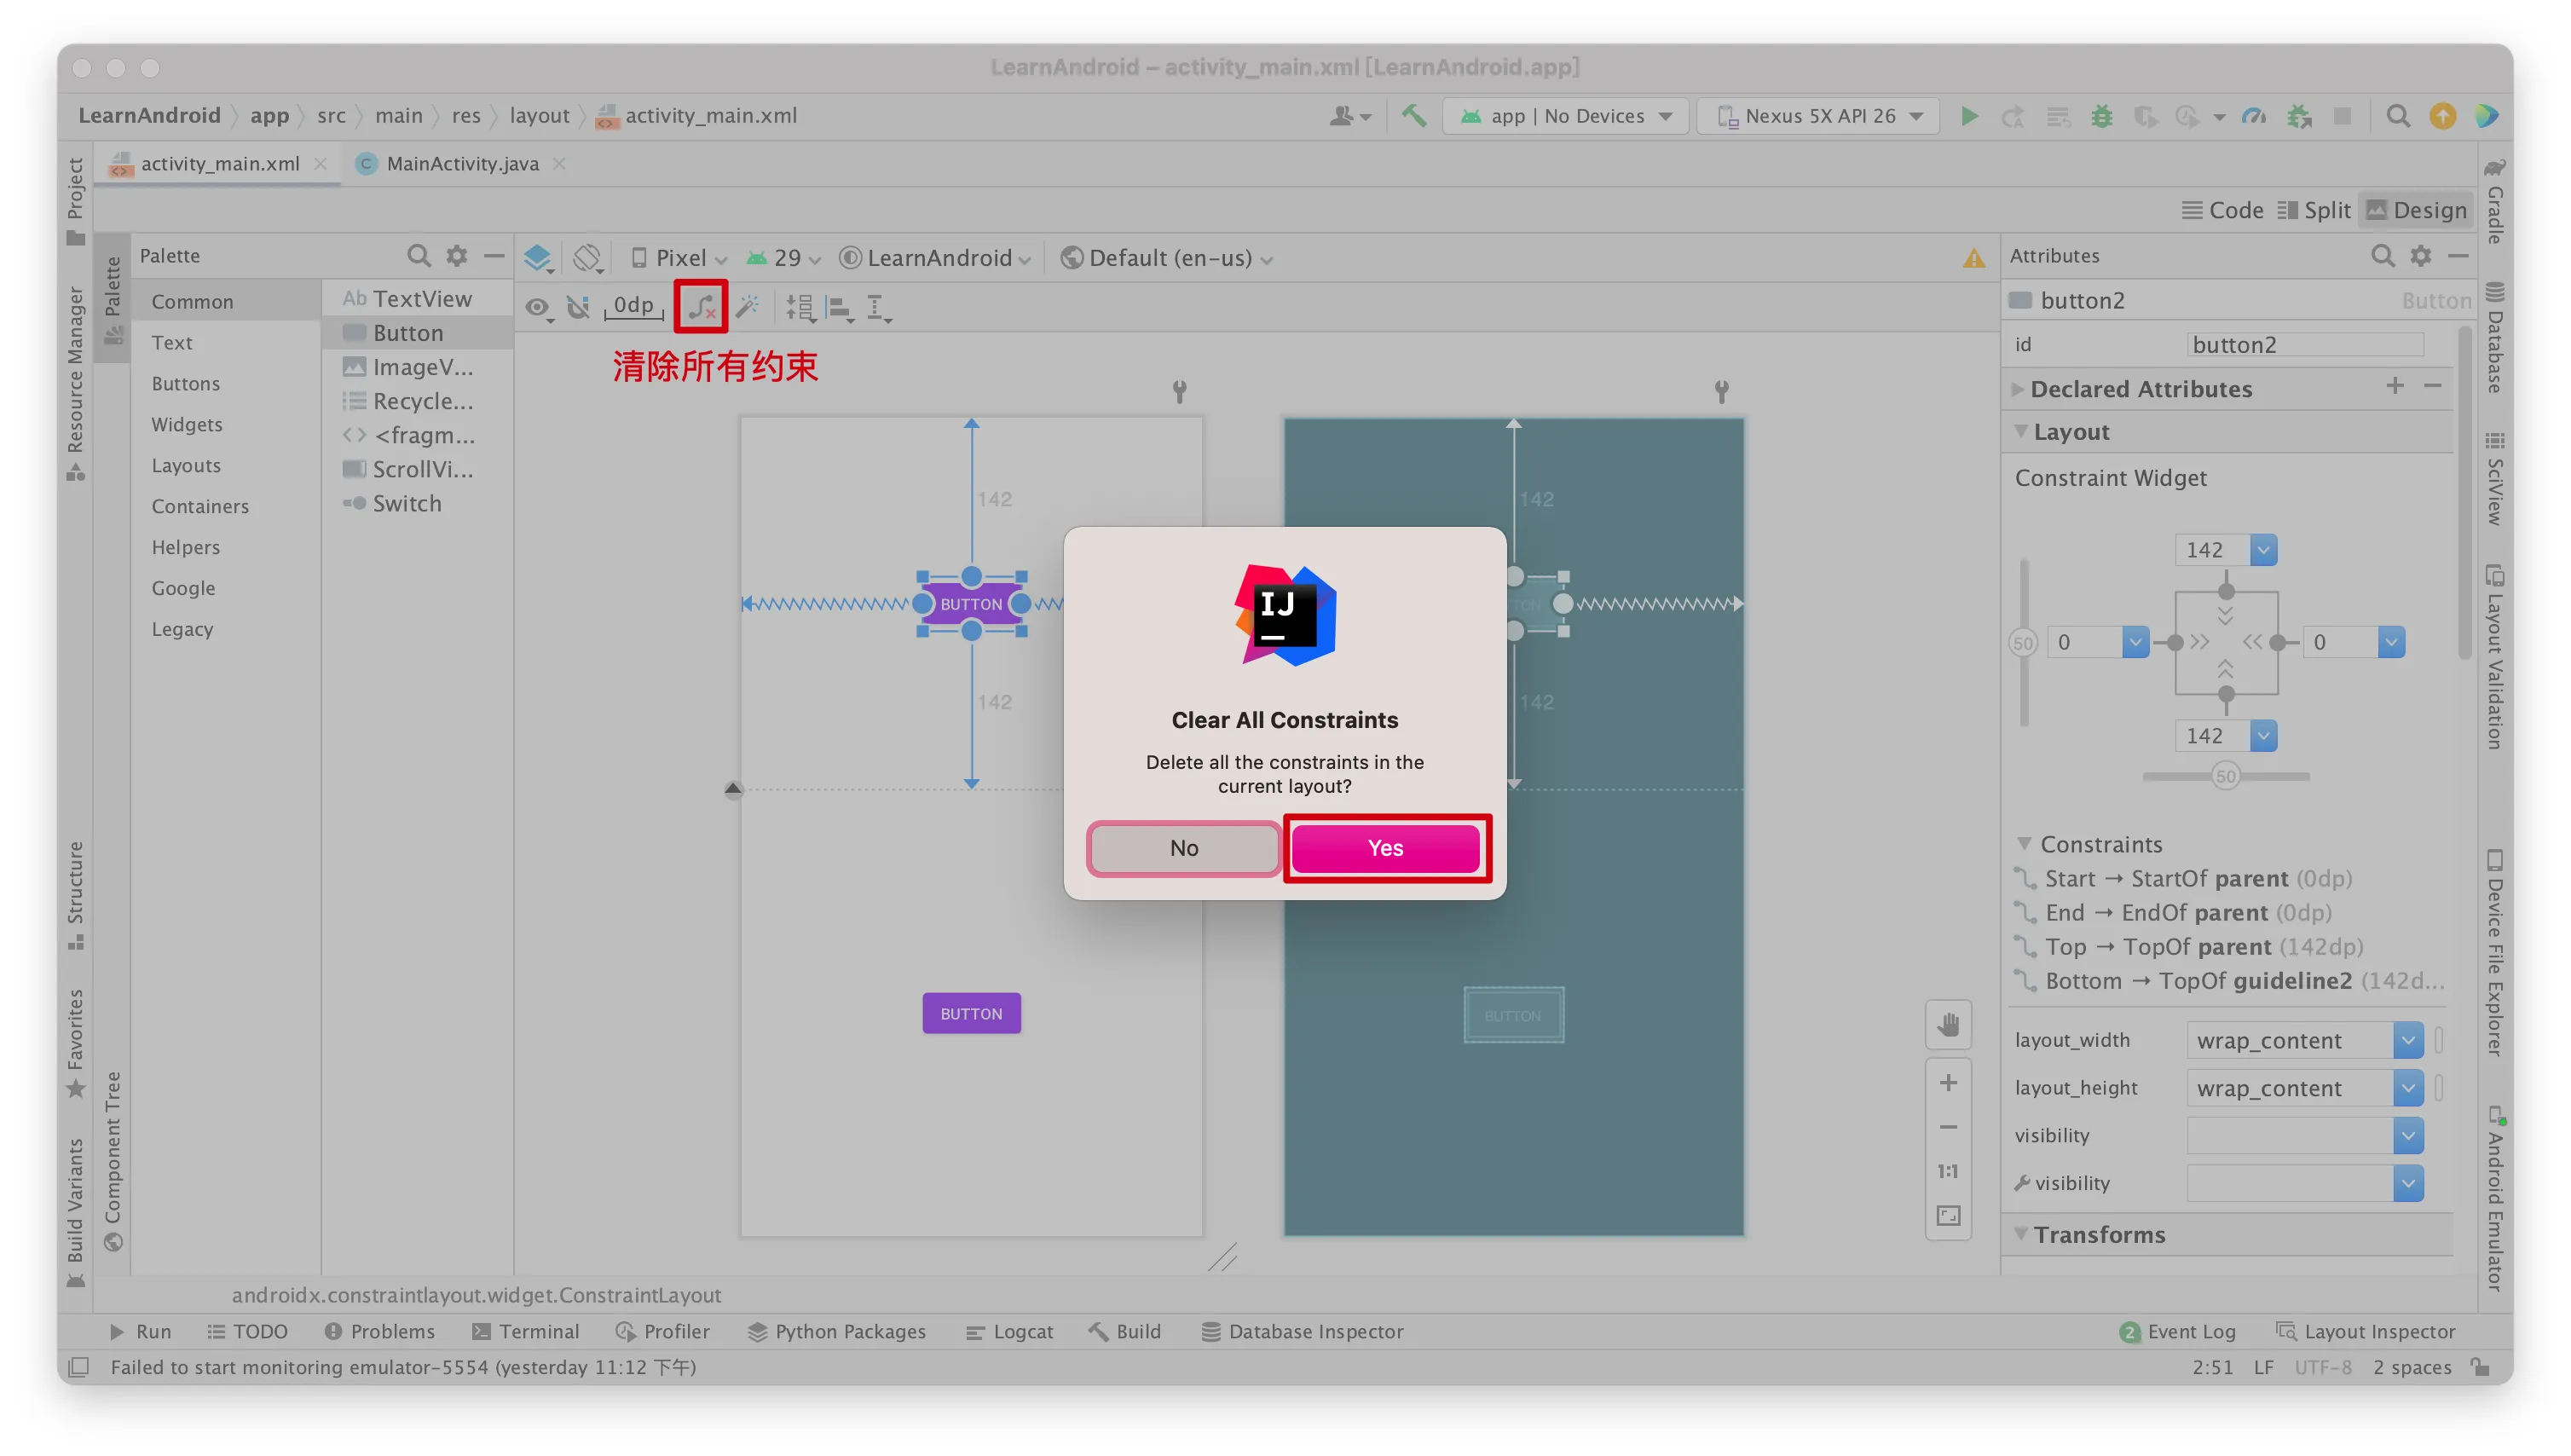 LearnAndroid – activity_main.xml [LearnAndroid.app]
LearnAndroid app src main res layout activity_main.xml
app | No Devices
Nexus 5X API 26
activity_main.xml
MainActivity.java
Code Split Design
Project
Resource Manager
Structure
Favorites
Build Variants
Palette
Component Tree
Palette
Common
Text
Buttons
Widgets
Layouts
Containers
Helpers
Google
Legacy
Ab TextView
Button
ImageV...
Recycle...
<fragm...
ScrollVi...
Switch
Pixel 29 LearnAndroid Default (en-us)
0dp
清除所有约束
142
142
BUTTON
142
142
BUTTON
BUTTON
IJ
Clear All Constraints
Delete all the constraints in the
current layout?
No
Yes
1:1
Attributes
button2 Button
id button2
Declared Attributes
Layout
Constraint Widget
142
50 0 0
142
50
Constraints
Start → StartOf parent (0dp)
End → EndOf parent (0dp)
Top → TopOf parent (142dp)
Bottom → TopOf guideline2 (142d...
layout_width wrap_content
layout_height wrap_content
visibility
visibility
Transforms
Gradle
Database
SciView
Layout Validation
Device File Explorer
Android Emulator
androidx.constraintlayout.widget.ConstraintLayout
Run TODO Problems Terminal Profiler Python Packages Logcat Build Database Inspector
2 Event Log Layout Inspector
Failed to start monitoring emulator-5554 (yesterday 11:12 下午)
2:51 LF UTF-8 2 spaces